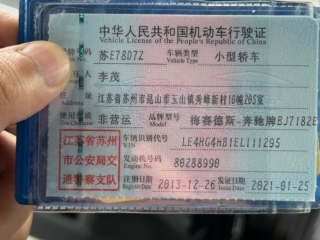 中华人民共和国机动车行驶证
Vehicle License of the People's Republic of China
苏E78D7Z 车辆类型 Vehicle Type 小型轿车
人 李茂
江苏省苏州市昆山市玉山镇秀峰新村10幢2BS室
非营运 品牌型号 Model 梅赛德斯-奔驰牌BJ7182E
江苏省苏州市公安局交通警察支队
车辆识别代号 VIN LE4HG4HB1EL111295
发动机号码 Engine No. 80288990
注册日期 Register Date 2013-12-26 发证日期 Issue Date 2021-01-25